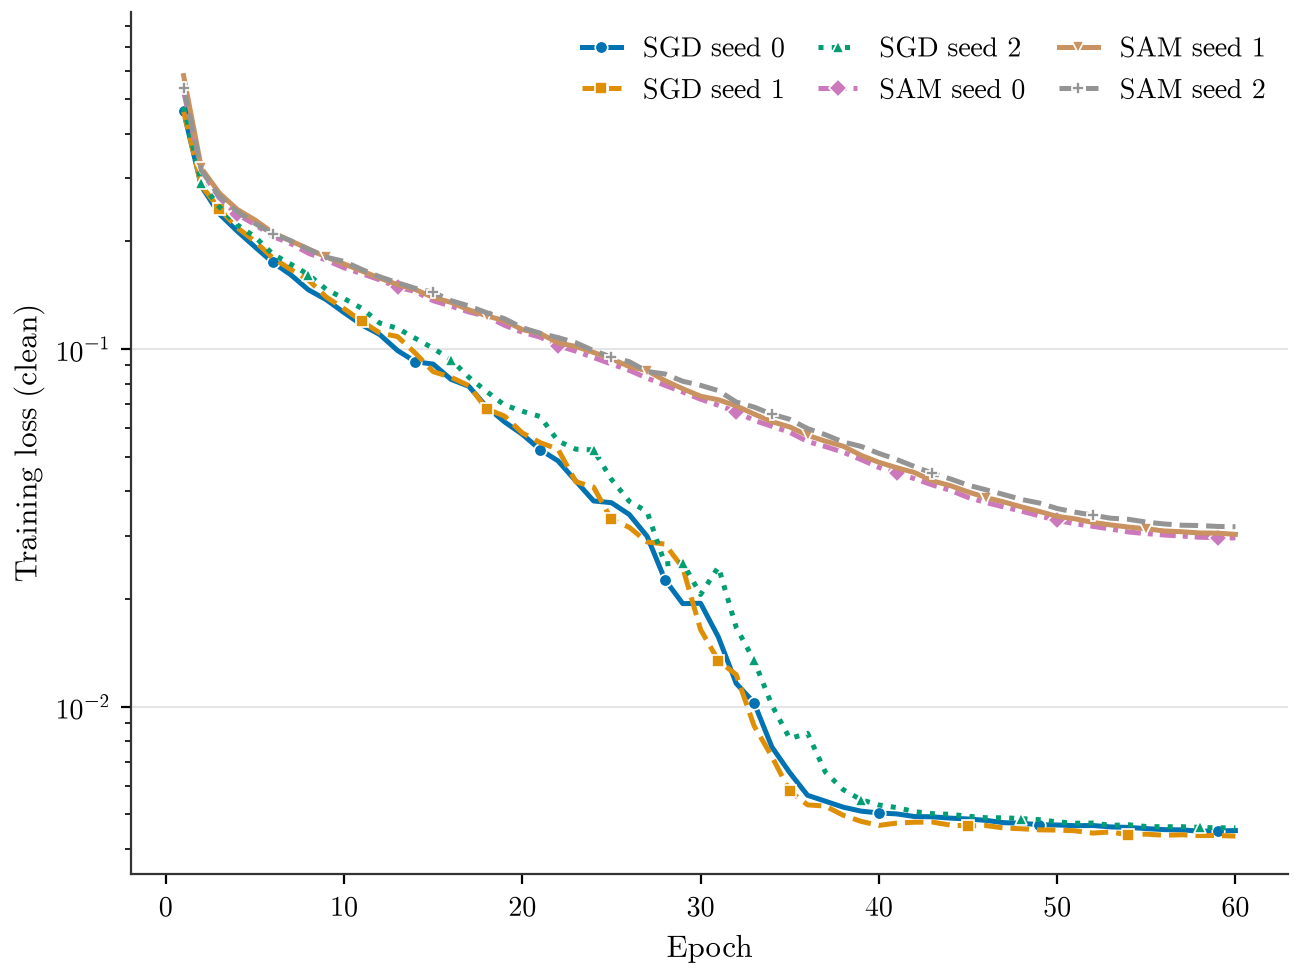 SGD seed 0 SGD seed 2 SAM seed 1
SGD seed 1 SAM seed 0 SAM seed 2
Training loss (clean)
10⁻¹
10⁻²
0 10 20 30 40 50 60
Epoch